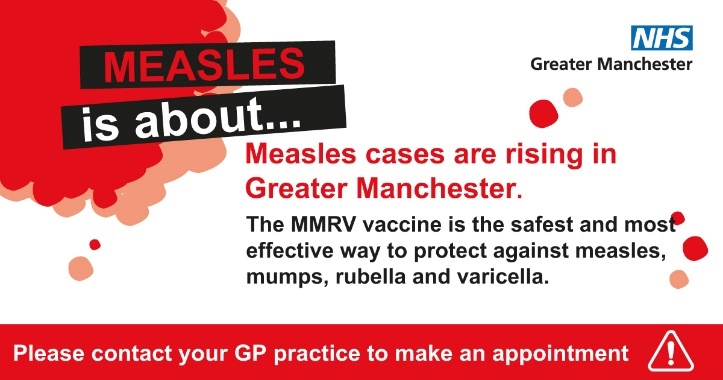 NHS
Greater Manchester
MEASLES
is about...
Measles cases are rising in
Greater Manchester.
The MMRV vaccine is the safest and most
effective way to protect against measles,
mumps, rubella and varicella.
Please contact your GP practice to make an appointment
!